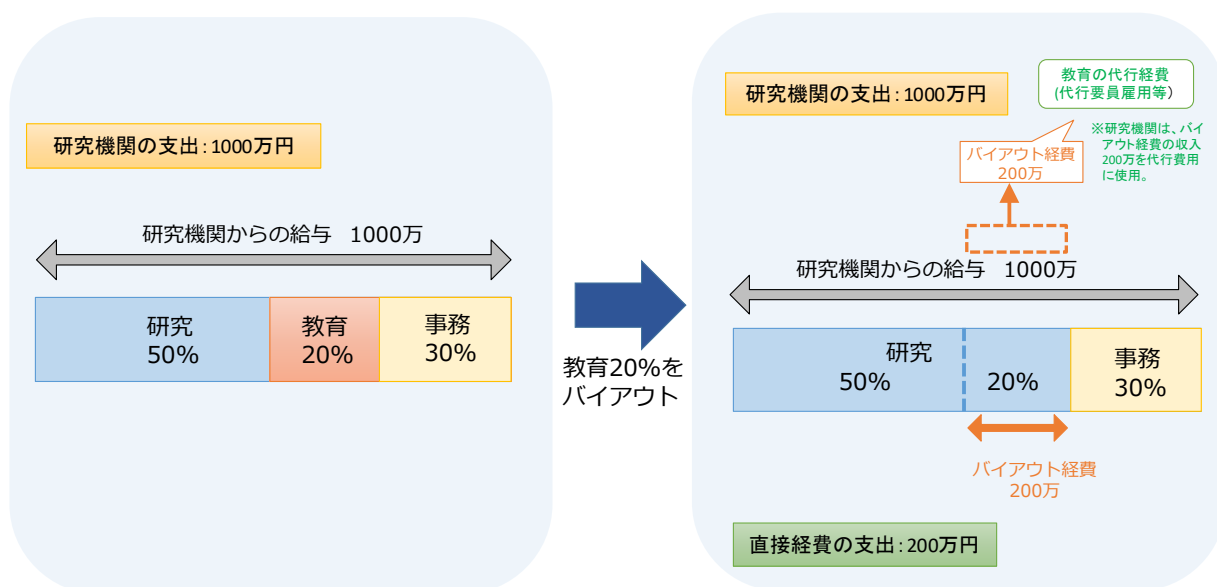 研究機関の支出:1000万円
研究機関からの給与 1000万
研究
50%
教育
20%
事務
30%
教育20%を
バイアウト
研究機関の支出:1000万円
教育の代行経費
(代行要員雇用等)
※研究機関は、バイ
アウト経費の収入
200万を代行費用
に使用。
バイアウト経費
200万
研究機関からの給与 1000万
研究
50%
20%
事務
30%
バイアウト経費
200万
直接経費の支出:200万円